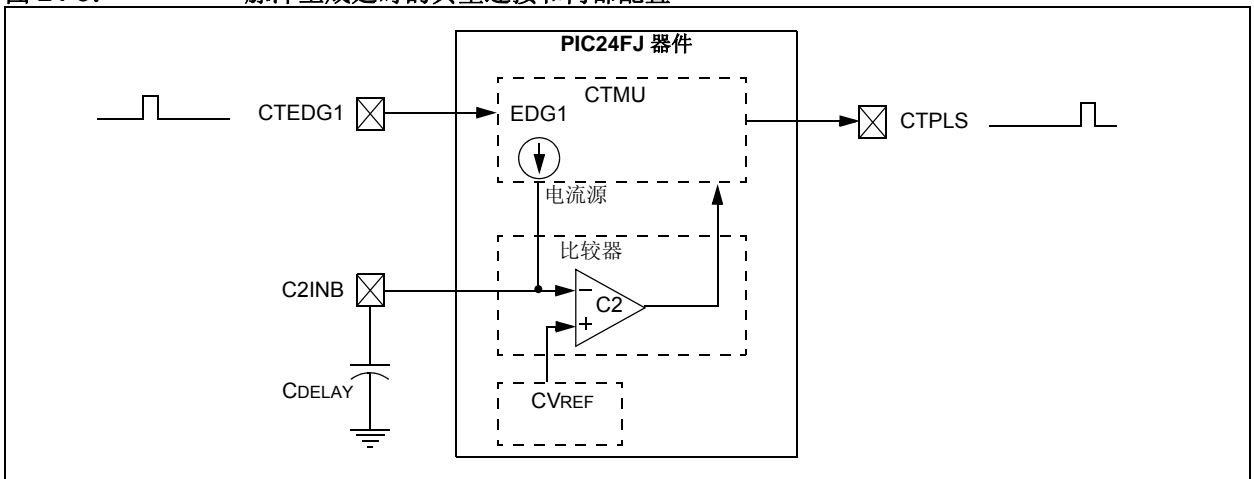 PIC24FJ 器件
CTMU
CTEDG1
EDG1
CTPLS
电流源
比较器
C2INB
−
C2
+
CDELAY
CVREF